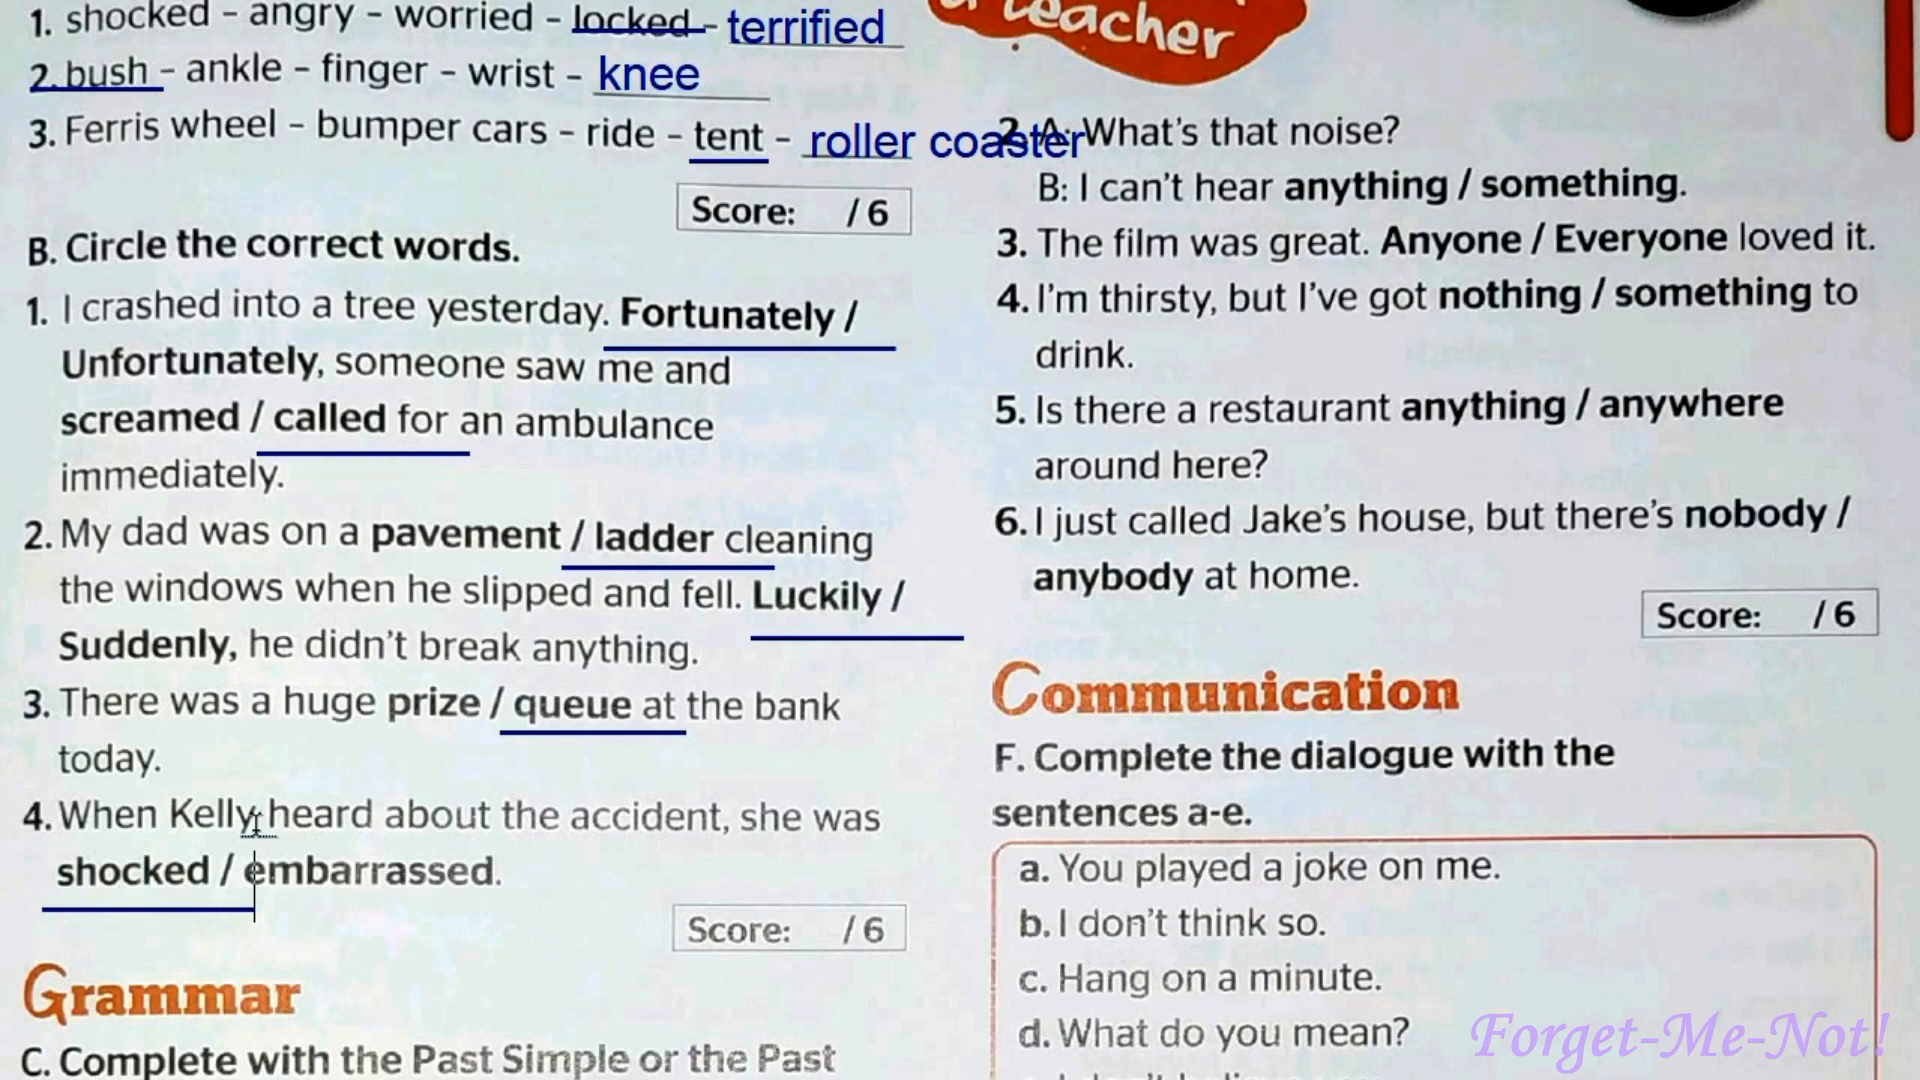 1. shocked – angry – worried – locked – terrified
2. bush – ankle – finger – wrist – knee
3. Ferris wheel – bumper cars – ride – tent – roller coaster
Score: / 6
B. Circle the correct words.
1. I crashed into a tree yesterday. Fortunately /
Unfortunately, someone saw me and
screamed / called for an ambulance
immediately.
2. My dad was on a pavement / ladder cleaning
the windows when he slipped and fell. Luckily /
Suddenly, he didn't break anything.
3. There was a huge prize / queue at the bank
today.
4. When Kelly heard about the accident, she was
shocked / embarrassed.
Score: / 6
Grammar
C. Complete with the Past Simple or the Past
teacher
2. A: What's that noise?
B: I can't hear anything / something.
3. The film was great. Anyone / Everyone loved it.
4. I'm thirsty, but I've got nothing / something to
drink.
5. Is there a restaurant anything / anywhere
around here?
6. I just called Jake's house, but there's nobody /
anybody at home.
Score: / 6
Communication
F. Complete the dialogue with the
sentences a-e.
a. You played a joke on me.
b. I don't think so.
c. Hang on a minute.
d. What do you mean?
Forget-Me-Not!